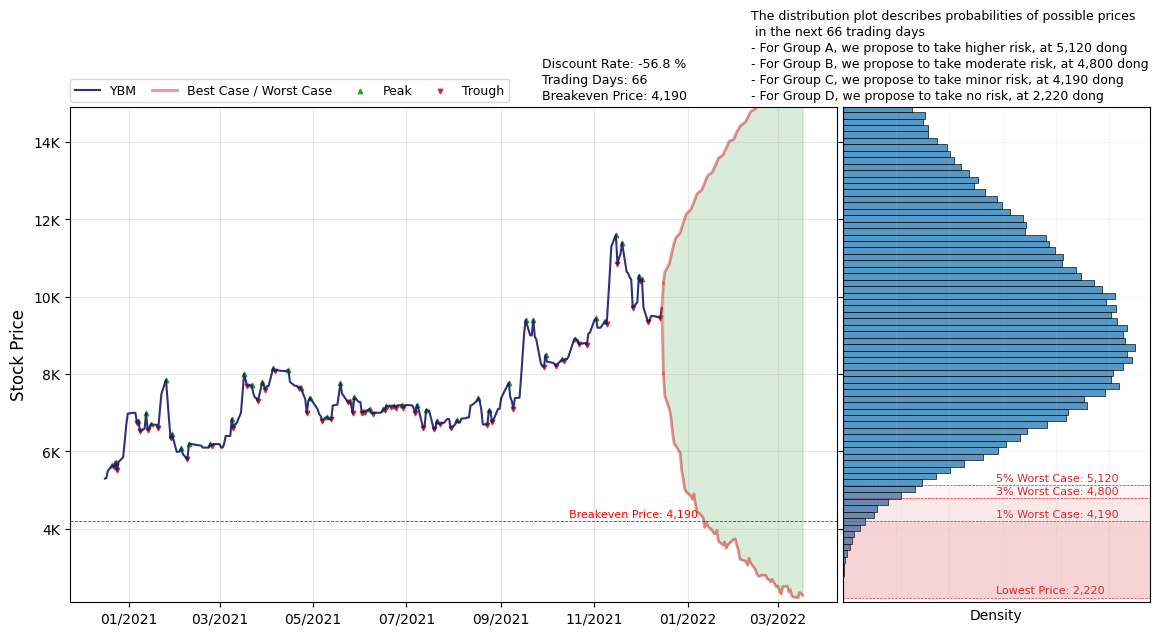 The distribution plot describes probabilities of possible prices
in the next 66 trading days
- For Group A, we propose to take higher risk, at 5,120 dong
- For Group B, we propose to take moderate risk, at 4,800 dong
- For Group C, we propose to take minor risk, at 4,190 dong
- For Group D, we propose to take no risk, at 2,220 dong
Discount Rate: -56.8 %
Trading Days: 66
Breakeven Price: 4,190
YBM
Best Case / Worst Case
Peak
Trough
Stock Price
14K
12K
10K
8K
6K
4K
Breakeven Price: 4,190
01/2021
03/2021
05/2021
07/2021
09/2021
11/2021
01/2022
03/2022
5% Worst Case: 5,120
3% Worst Case: 4,800
1% Worst Case: 4,190
Lowest Price: 2,220
Density